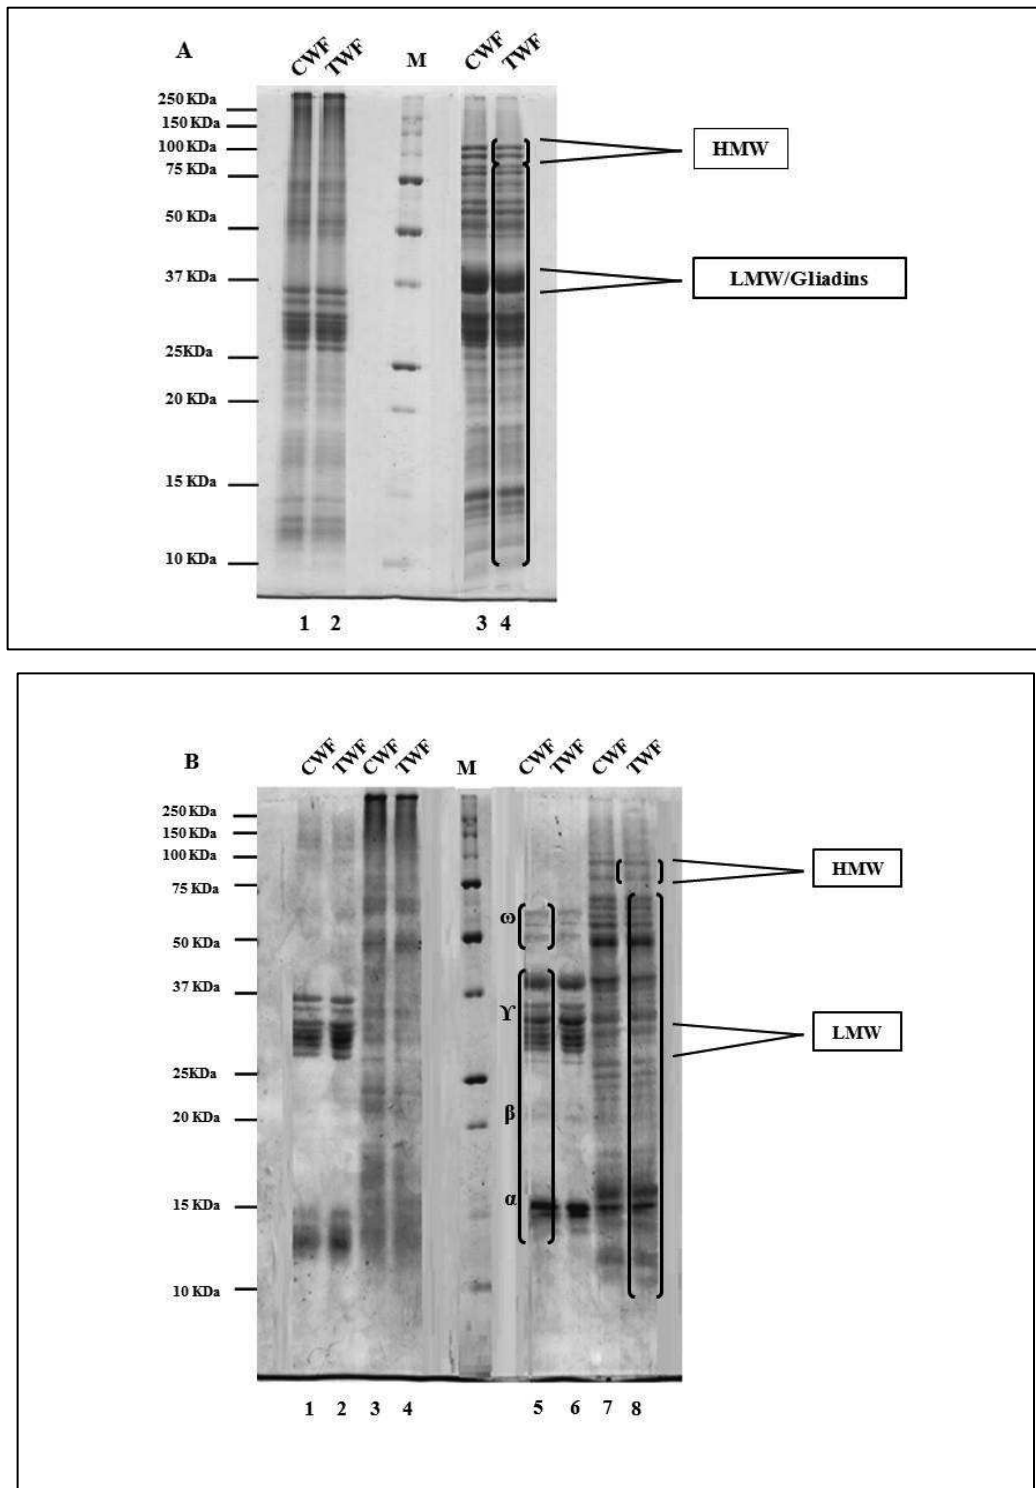 A
CWF TWF M CWF TWF
250 KDa
150 KDa
100 KDa
HMW
75 KDa
50 KDa
37 KDa
LMW/Gliadins
25KDa
20 KDa
15 KDa
10 KDa
1 2 3 4
B
CWF TWF CWF TWF M CWF TWF CWF TWF
250 KDa
150 KDa
100 KDa
HMW
75 KDa
ω
50 KDa
37 KDa
ϒ
LMW
25KDa
β
20 KDa
α
15 KDa
10 KDa
1 2 3 4 5 6 7 8